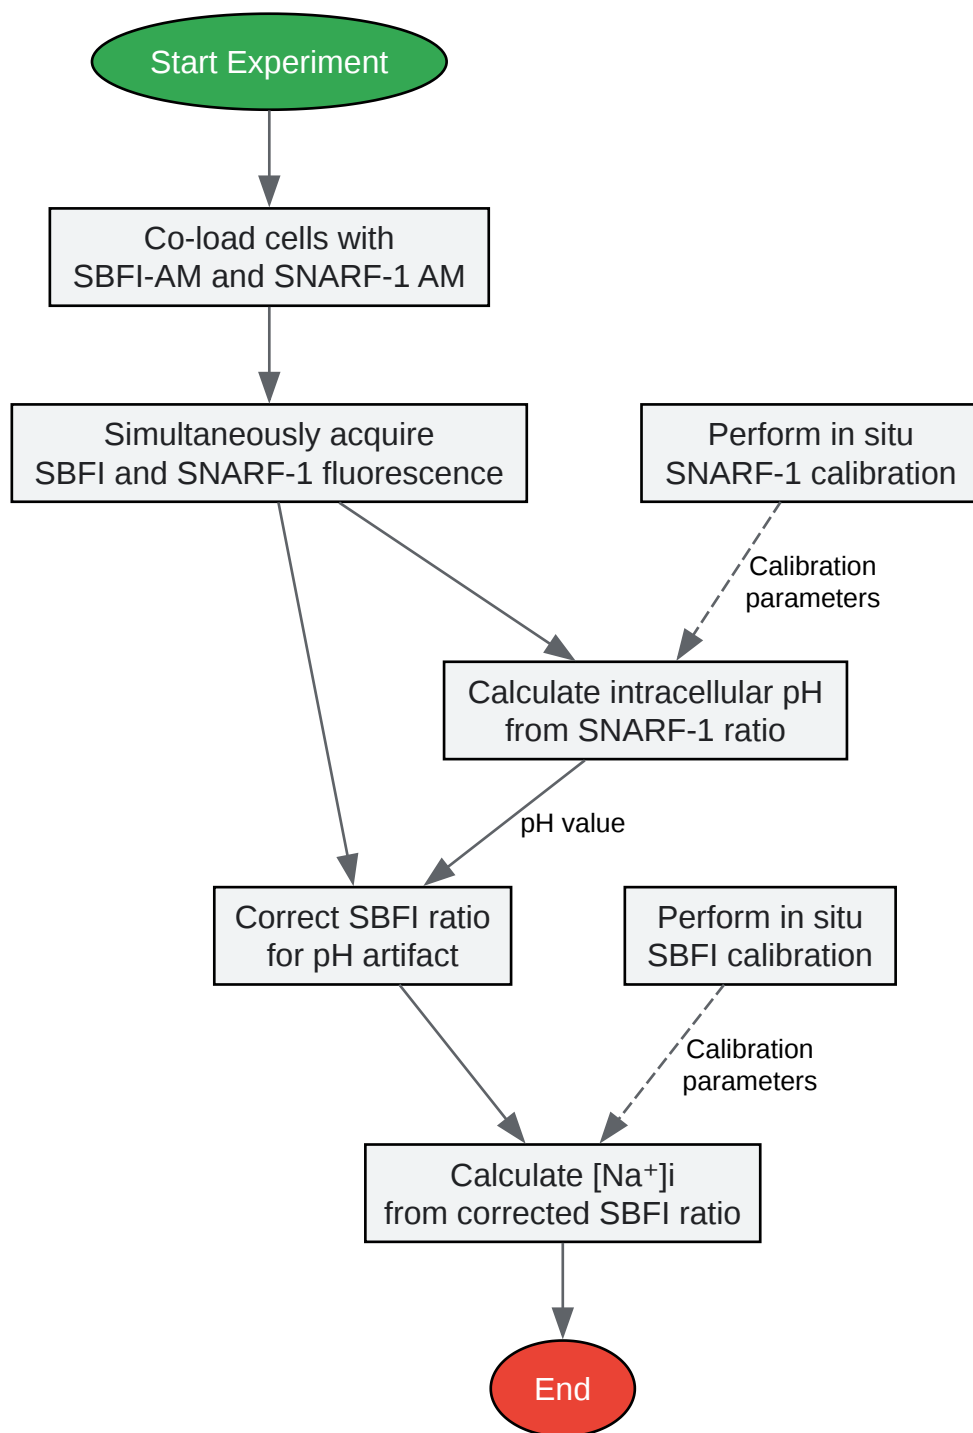 Start Experiment
Co-load cells with
SBFI-AM and SNARF-1 AM
Simultaneously acquire
SBFI and SNARF-1 fluorescence
Perform in situ
SNARF-1 calibration
Calibration
parameters
Calculate intracellular pH
from SNARF-1 ratio
pH value
Correct SBFI ratio
for pH artifact
Perform in situ
SBFI calibration
Calibration
parameters
Calculate [Na⁺]i
from corrected SBFI ratio
End